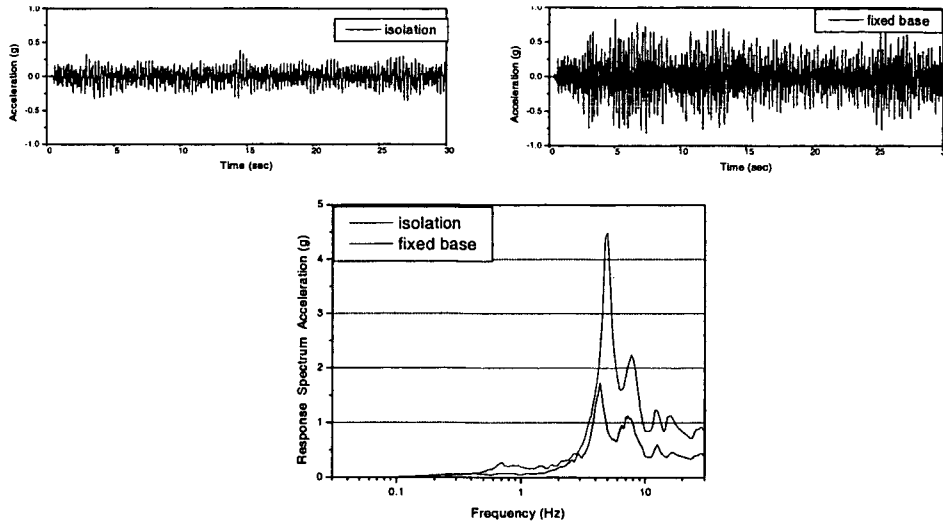 1.0
0.5
0.0
-0.5
-1.0
Acceleration (g)
isolation
0 5 10 15 20 25 30
Time (sec)
1.0
0.5
0.0
-0.5
-1.0
Acceleration (g)
fixed base
0 5 10 15 20 25 30
Time (sec)
5
4
3
2
1
0
Response Spectrum Acceleration (g)
isolation
fixed base
0.1 1 10
Frequency (Hz)